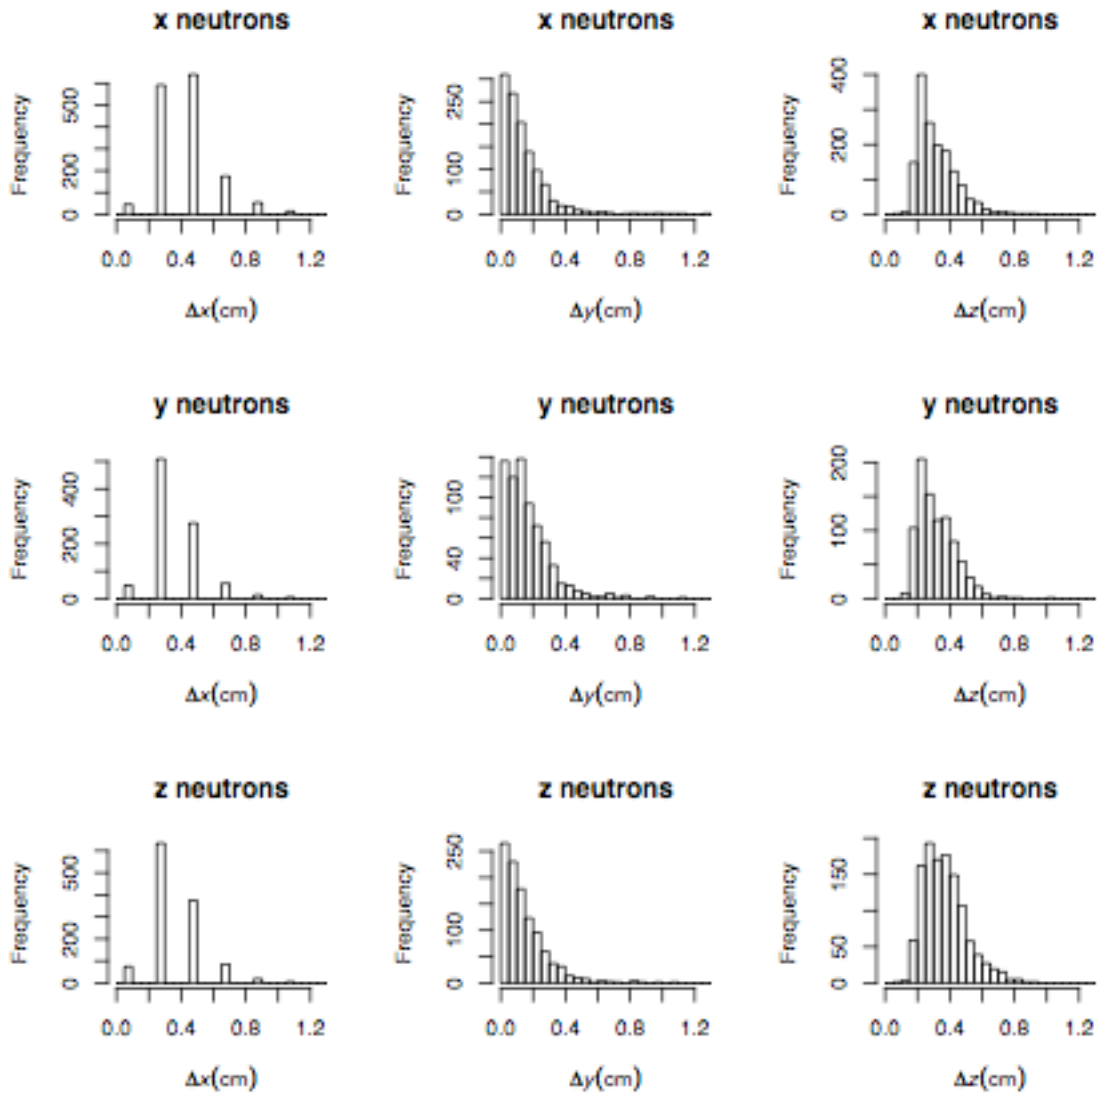 x neutrons
Frequency
0 200 500
0.0 0.4 0.8 1.2
Δx(cm)
x neutrons
Frequency
0 100 250
0.0 0.4 0.8 1.2
Δy(cm)
x neutrons
Frequency
0 200 400
0.0 0.4 0.8 1.2
Δz(cm)
y neutrons
Frequency
0 200 400
0.0 0.4 0.8 1.2
Δx(cm)
y neutrons
Frequency
0 40 100
0.0 0.4 0.8 1.2
Δy(cm)
y neutrons
Frequency
0 100 200
0.0 0.4 0.8 1.2
Δz(cm)
z neutrons
Frequency
0 200 500
0.0 0.4 0.8 1.2
Δx(cm)
z neutrons
Frequency
0 100 250
0.0 0.4 0.8 1.2
Δy(cm)
z neutrons
Frequency
0 50 150
0.0 0.4 0.8 1.2
Δz(cm)